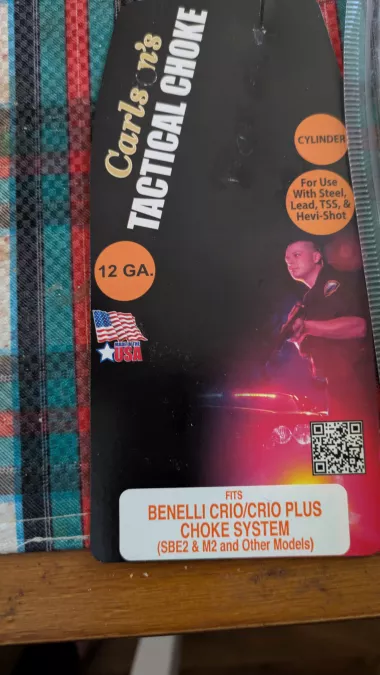 Carlson's
TACTICAL CHOKE
CYLINDER
For Use
With Steel,
Lead, TSS, &
Hevi-Shot
12 GA.
MADE IN THE
USA
FITS
BENELLI CRIO/CRIO PLUS
CHOKE SYSTEM
(SBE2 & M2 and Other Models)